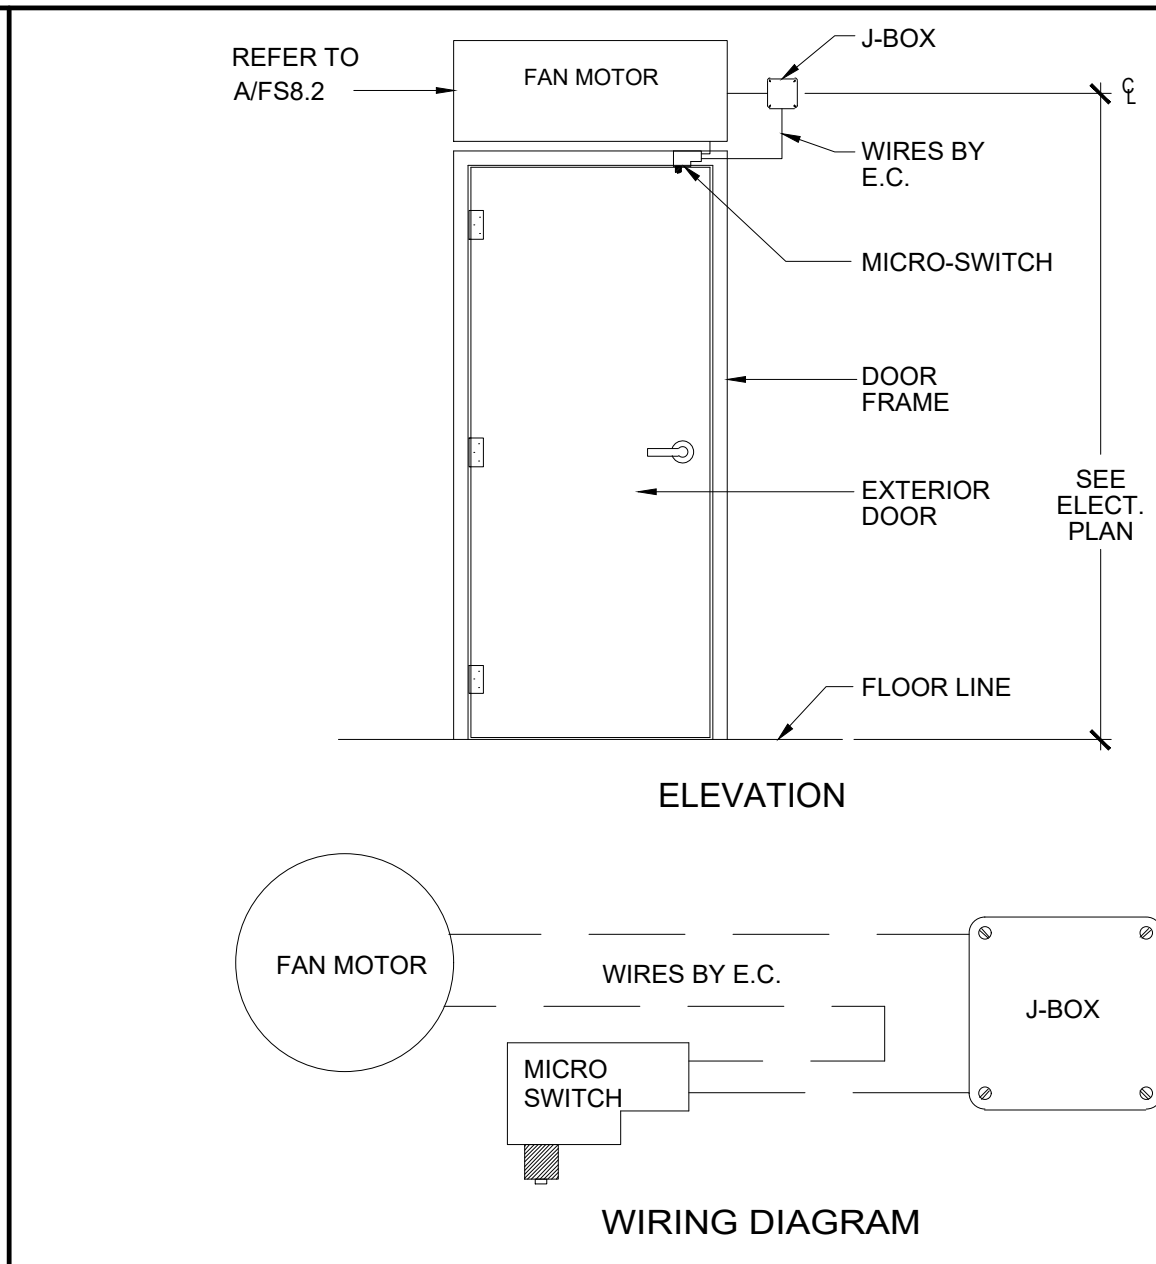 REFER TO
A/FS8.2
FAN MOTOR
J-BOX
℄
WIRES BY
E.C.
MICRO-SWITCH
DOOR
FRAME
EXTERIOR
DOOR
SEE
ELECT.
PLAN
FLOOR LINE
ELEVATION
FAN MOTOR
WIRES BY E.C.
J-BOX
MICRO
SWITCH
WIRING DIAGRAM